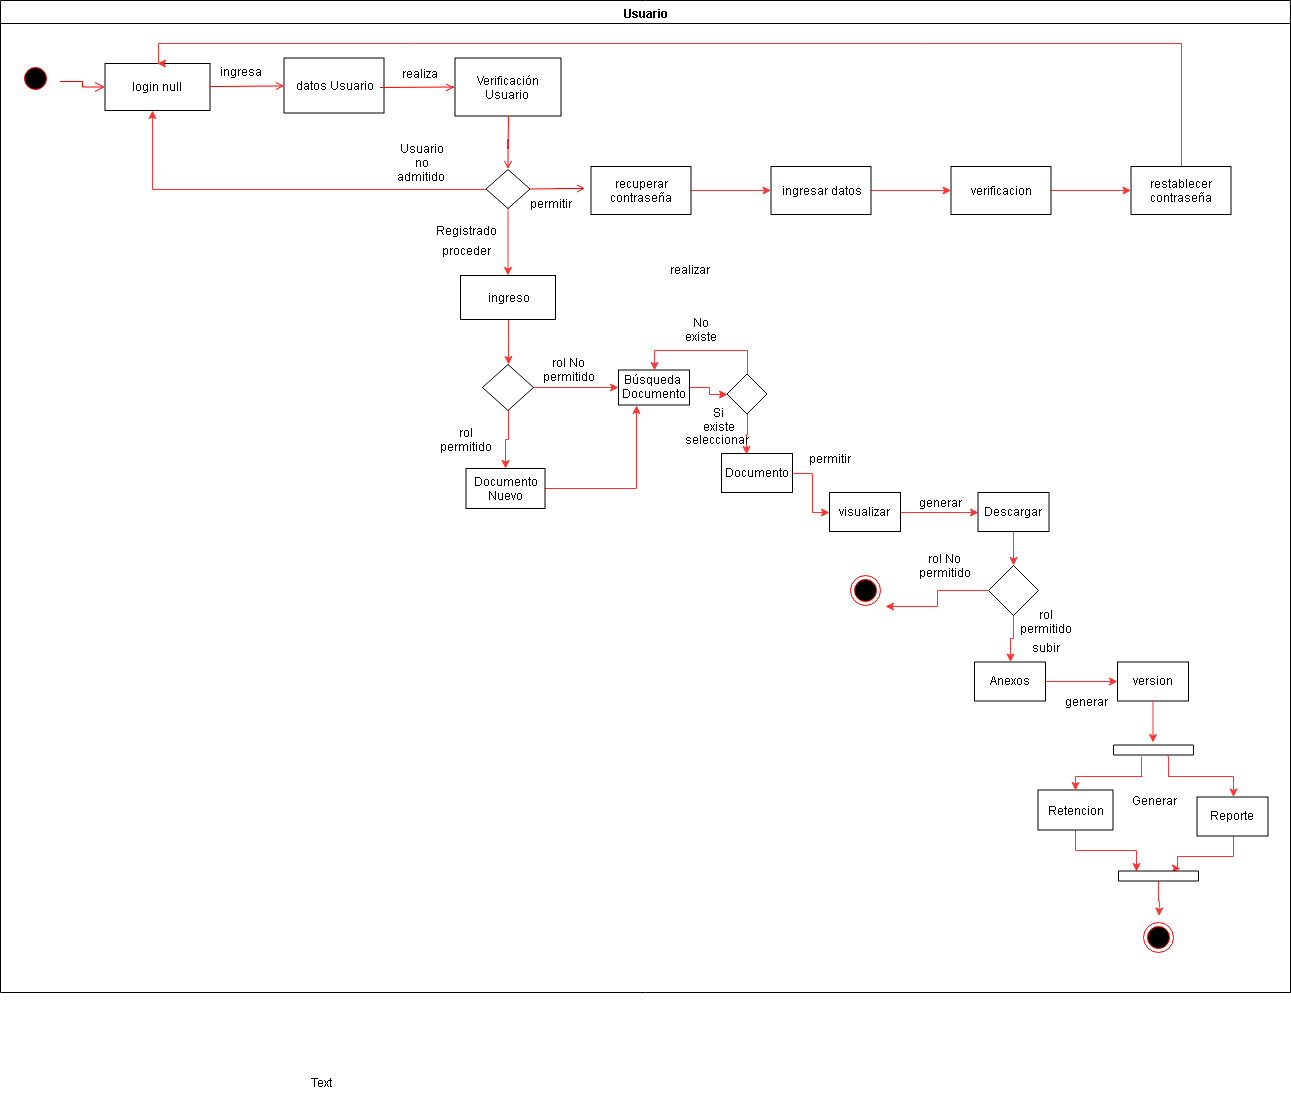 Usuario
login null
ingresa
datos Usuario
realiza
Verificación
Usuario
Usuario
no
admitido
permitir
recuperar
contraseña
ingresar datos
verificacion
restablecer
contraseña
Registrado
proceder
realizar
ingreso
rol No
permitido
Búsqueda
Documento
No
existe
Si
existe
seleccionar
rol
permitido
Documento
Nuevo
Documento
permitir
visualizar
generar
Descargar
rol No
permitido
rol
permitido
subir
Anexos
generar
version
Retencion
Generar
Reporte
Text